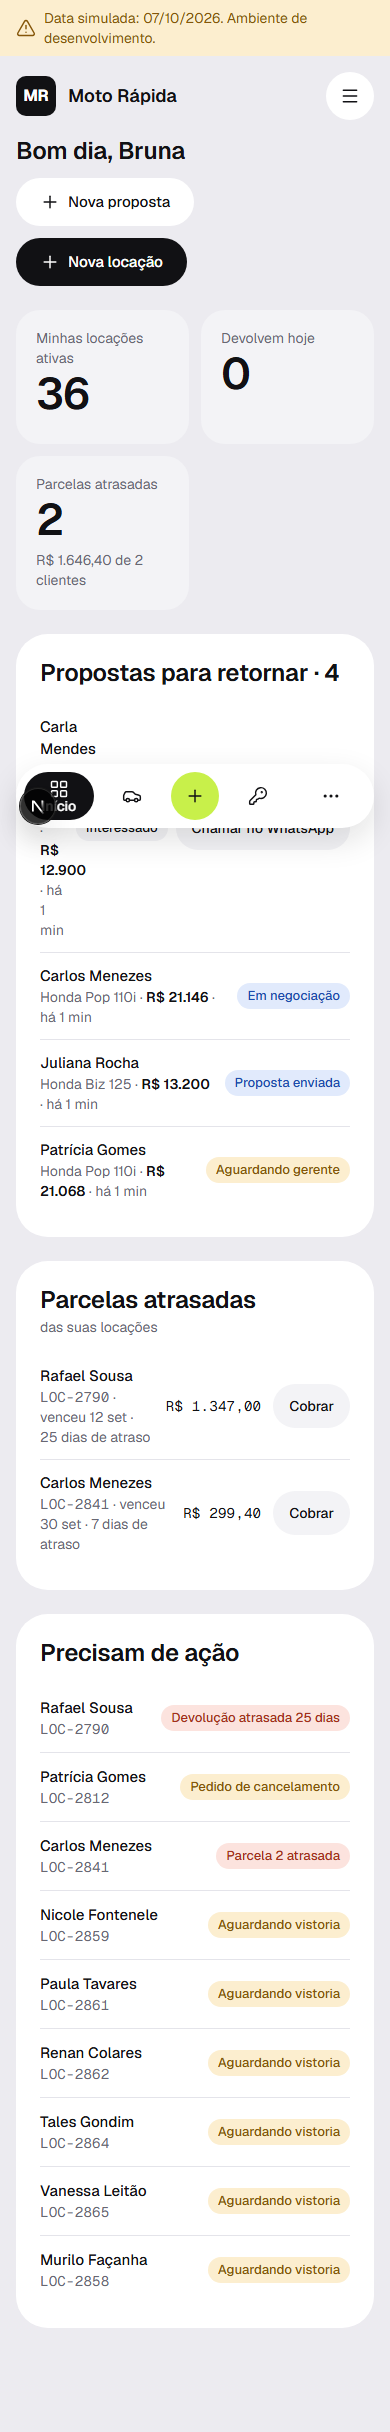 Data simulada: 07/10/2026. Ambiente de
desenvolvimento.
MR Moto Rápida
Bom dia, Bruna
Nova proposta
Nova locação
Minhas locações
ativas
36
Devolvem hoje
0
Parcelas atrasadas
2
R$ 1.646,40 de 2
clientes
Propostas para retornar · 4
Carla
Mendes
N
Início
· Interessado Chamar no WhatsApp
R$
12.900
· há
1
min
Carlos Menezes
Honda Pop 110i · R$ 21.146 ·
há 1 min
Em negociação
Juliana Rocha
Honda Biz 125 · R$ 13.200
· há 1 min
Proposta enviada
Patrícia Gomes
Honda Pop 110i · R$
21.068 · há 1 min
Aguardando gerente
Parcelas atrasadas
das suas locações
Rafael Sousa
LOC-2790 ·
venceu 12 set ·
25 dias de atraso
R$ 1.347,00
Cobrar
Carlos Menezes
LOC-2841 · venceu
30 set · 7 dias de
atraso
R$ 299,40
Cobrar
Precisam de ação
Rafael Sousa
LOC-2790
Devolução atrasada 25 dias
Patrícia Gomes
LOC-2812
Pedido de cancelamento
Carlos Menezes
LOC-2841
Parcela 2 atrasada
Nicole Fontenele
LOC-2859
Aguardando vistoria
Paula Tavares
LOC-2861
Aguardando vistoria
Renan Colares
LOC-2862
Aguardando vistoria
Tales Gondim
LOC-2864
Aguardando vistoria
Vanessa Leitão
LOC-2865
Aguardando vistoria
Murilo Façanha
LOC-2858
Aguardando vistoria